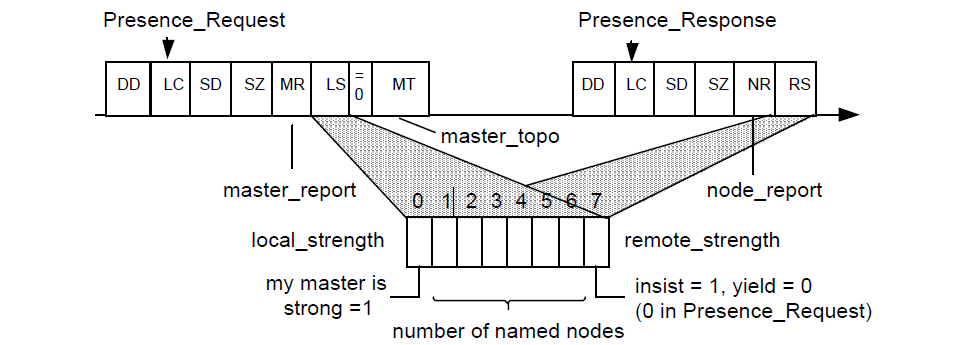 Presence_Request
Presence_Response
DD LC SD SZ MR LS = 0 MT
DD LC SD SZ NR RS
master_topo
master_report
node_report
0 1 2 3 4 5 6 7
local_strength
remote_strength
my master is
strong =1
insist = 1, yield = 0
(0 in Presence_Request)
number of named nodes